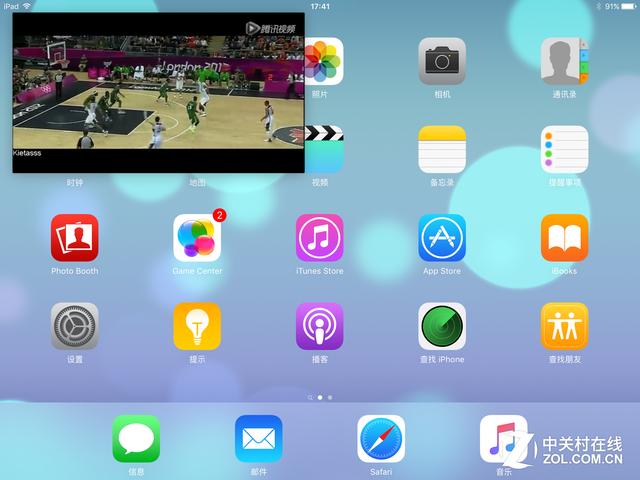 iPad
17:41
91%
腾讯视频
London 2012
Kietasss
照片
相机
通讯录
时钟
地图
视频
备忘录
提醒事项
2
Photo Booth
Game Center
iTunes Store
App Store
iBooks
设置
提示
播客
查找 iPhone
查找朋友
信息
邮件
Safari
音乐
中关村在线
ZOL.COM.CN